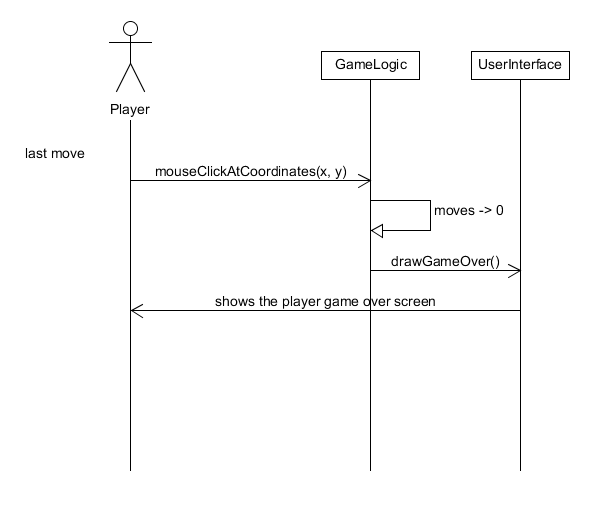 GameLogic
UserInterface
Player
last move
mouseClickAtCoordinates(x, y)
moves -> 0
drawGameOver()
shows the player game over screen